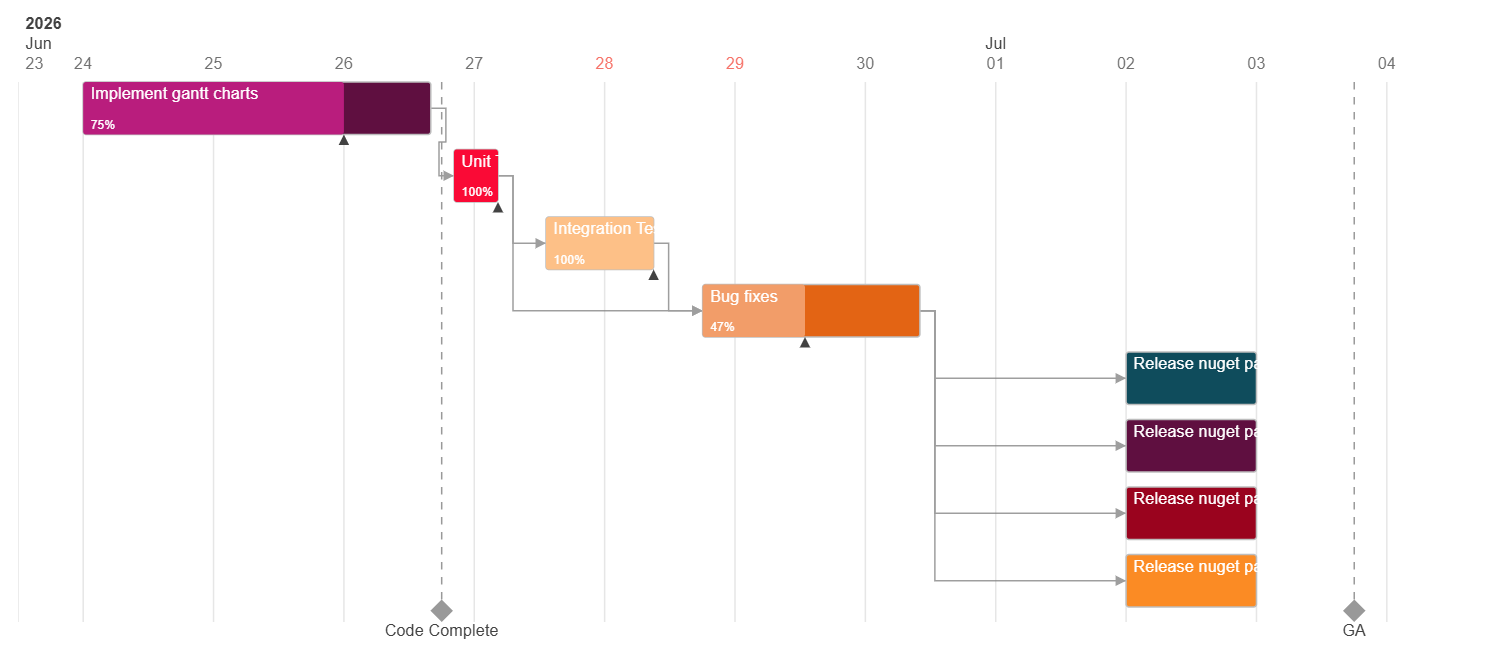 2026
Jun
Jul
23 24 25 26 27 28 29 30 01 02 03 04
Implement gantt charts
75%
Unit
100%
Integration Tes
100%
Bug fixes
47%
Release nuget pa
Release nuget pa
Release nuget pa
Release nuget pa
Code Complete
GA